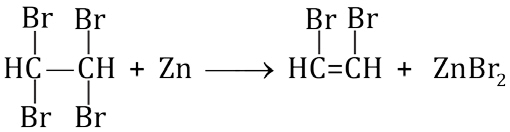 Br Br Br Br
HC—CH + Zn ⟶ HC=CH + ZnBr₂
Br Br